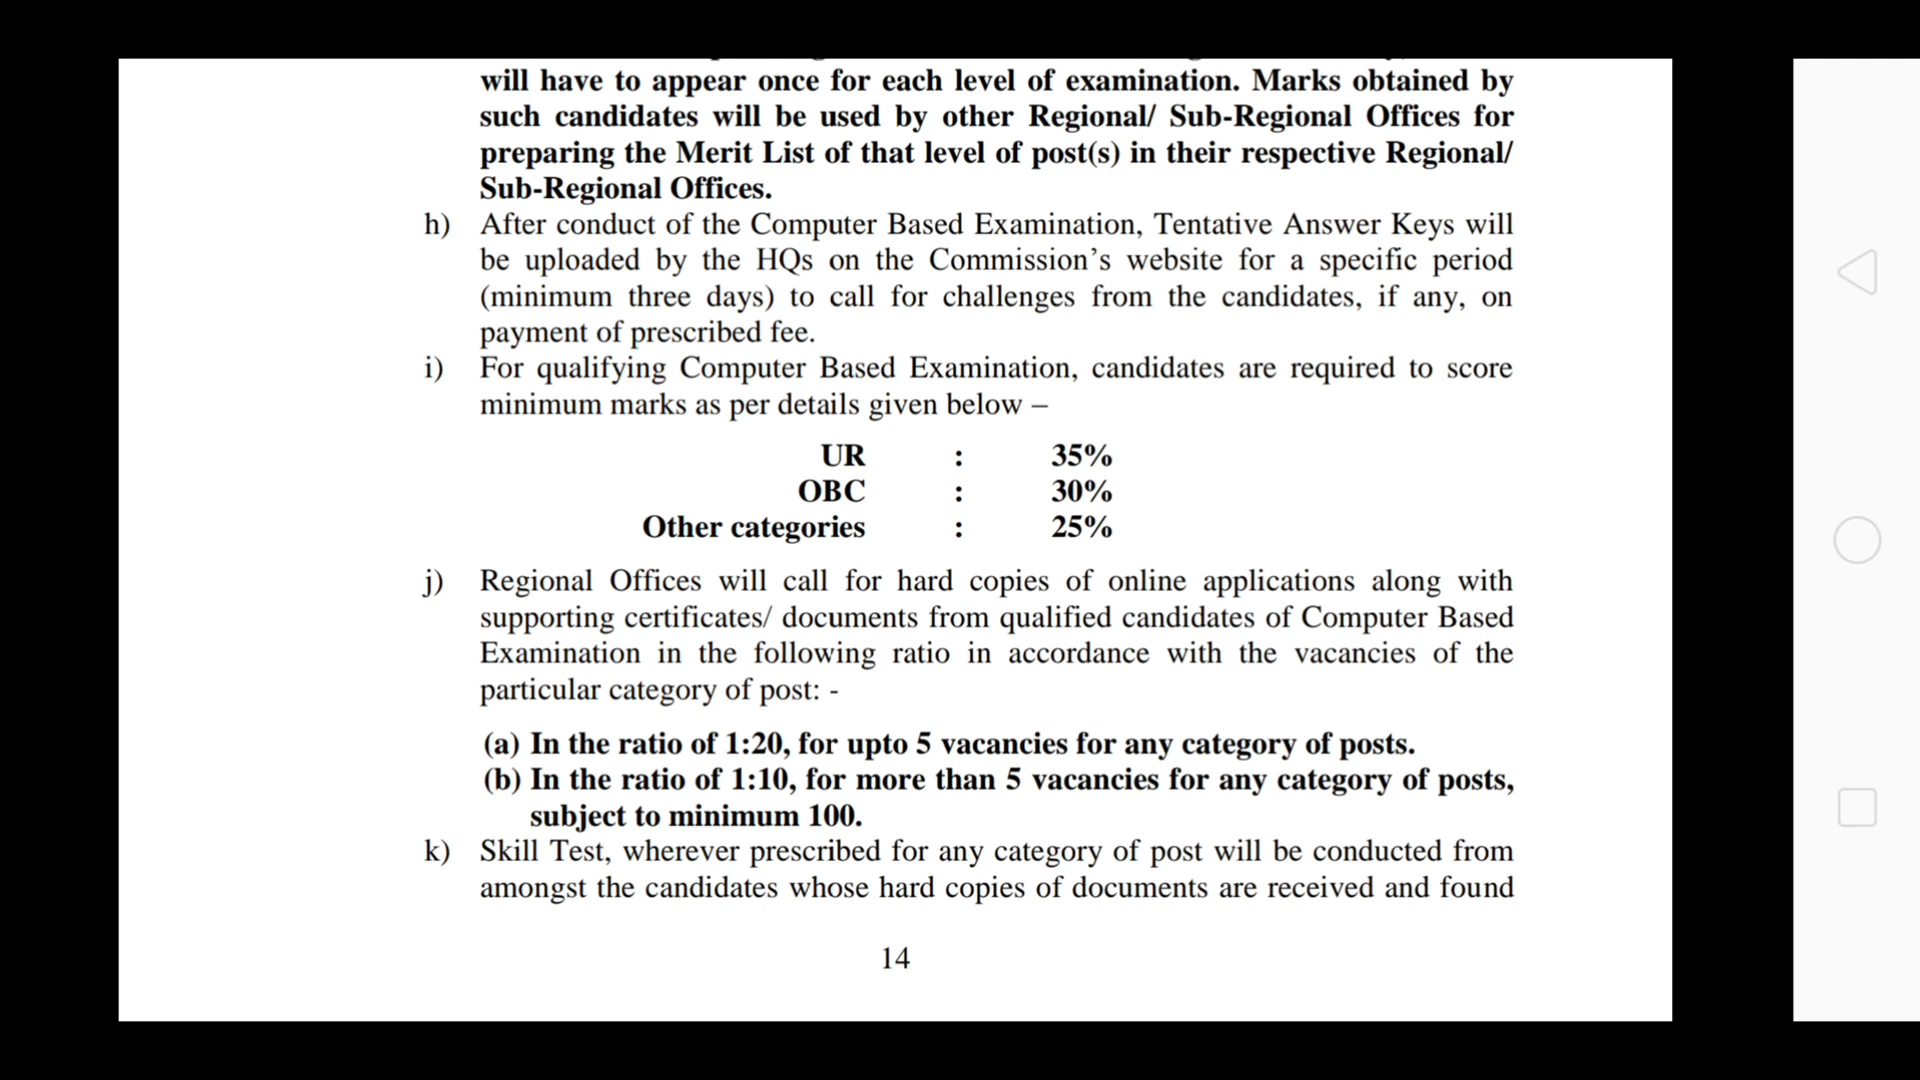 will have to appear once for each level of examination. Marks obtained by
such candidates will be used by other Regional/ Sub-Regional Offices for
preparing the Merit List of that level of post(s) in their respective Regional/
Sub-Regional Offices.
h) After conduct of the Computer Based Examination, Tentative Answer Keys will
be uploaded by the HQs on the Commission’s website for a specific period
(minimum three days) to call for challenges from the candidates, if any, on
payment of prescribed fee.
i) For qualifying Computer Based Examination, candidates are required to score
minimum marks as per details given below –
UR : 35%
OBC : 30%
Other categories : 25%
j) Regional Offices will call for hard copies of online applications along with
supporting certificates/ documents from qualified candidates of Computer Based
Examination in the following ratio in accordance with the vacancies of the
particular category of post: -
(a) In the ratio of 1:20, for upto 5 vacancies for any category of posts.
(b) In the ratio of 1:10, for more than 5 vacancies for any category of posts,
subject to minimum 100.
k) Skill Test, wherever prescribed for any category of post will be conducted from
amongst the candidates whose hard copies of documents are received and found
14